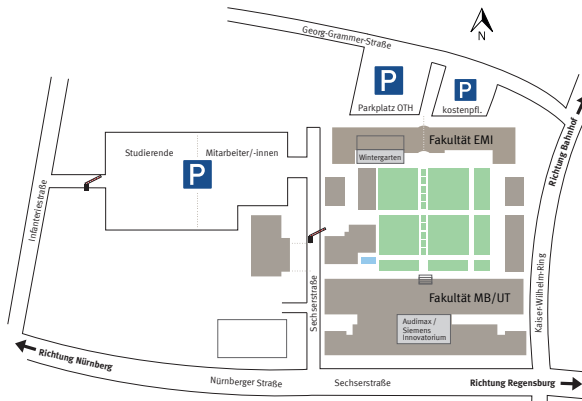 Georg-Grammer-Straße
N
P
Parkplatz OTH
P
kostenpfl.
Richtung Bahnhof
Studierende
Mitarbeiter/-innen
P
Fakultät EMI
Wintergarten
Infanteriestraße
Sechserstraße
Kaiser-Wilhelm-Ring
Fakultät MB/UT
Audimax /
Siemens
Innovatorium
Richtung Nürnberg
Nürnberger Straße
Sechserstraße
Richtung Regensburg